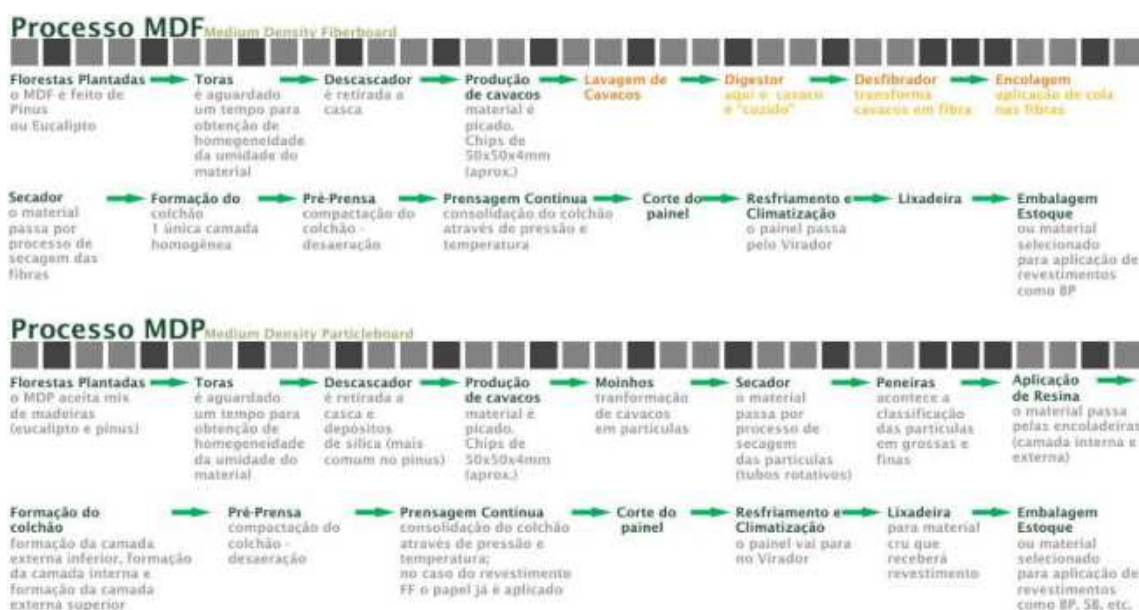 Processo MDF Medium Density Fiberboard
Florestas Plantadas
o MDF é feito de
Pinus
ou Eucalipto
Toras
é aguardado
um tempo para
obtenção de
homegeneidade
da umidade do
material
Descascador
é retirada a
casca
Produção
de cavacos
material é
picado.
Chips de
50x50x4mm
(aprox.)
Lavagem de
Cavacos
Digestor
aqui o cavaco
é "cozido"
Desfibrador
transforma
cavacos em fibra
Encolagem
aplicação de cola
nas fibras
Secador
o material
passa por
processo de
secagem das
fibras
Formação do
colchão
1 única camada
homogênea
Pré-Prensa
compactação do
colchão -
desaeração
Prensagem Contínua
consolidação do colchão
através de pressão e
temperatura
Corte do
painel
Resfriamento e
Climatização
o painel passa
pelo Virador
Lixadeira
Embalagem
Estoque
ou material
selecionado
para aplicação de
revestimentos
como BP
Processo MDP Medium Density Particleboard
Florestas Plantadas
o MDP aceita mix
de madeiras
(eucalipto e pinus)
Toras
é aguardado
um tempo para
obtenção de
homegeneidade
da umidade do
material
Descascador
é retirada a
casca e
depósitos
de sílica (mais
comum no pinus)
Produção
de cavacos
material é
picado.
Chips de
50x50x4mm
(aprox.)
Moinhos
tranformação
de cavacos
em partículas
Secador
o material
passa por
processo de
secagem
das partículas
(tubos rotativos)
Peneiras
acontece a
classificação
das partículas
em grossas e
finas
Aplicação
de Resina
o material passa
pelas encoladeiras
(camada interna e
externa)
Formação do
colchão
formação da camada
externa inferior, formação
da camada interna e
formação da camada
externa superior
Pré-Prensa
compactação do
colchão -
desaeração
Prensagem Contínua
consolidação do colchão
através de pressão e
temperatura;
no caso do revestimento
FF o papel já é aplicado
Corte do
painel
Resfriamento e
Climatização
o painel vai para
no Virador
Lixadeira
para material
cru que
receberá
revestimento
Embalagem
Estoque
ou material
selecionado
para aplicação de
revestimentos
como BP, SB, etc.